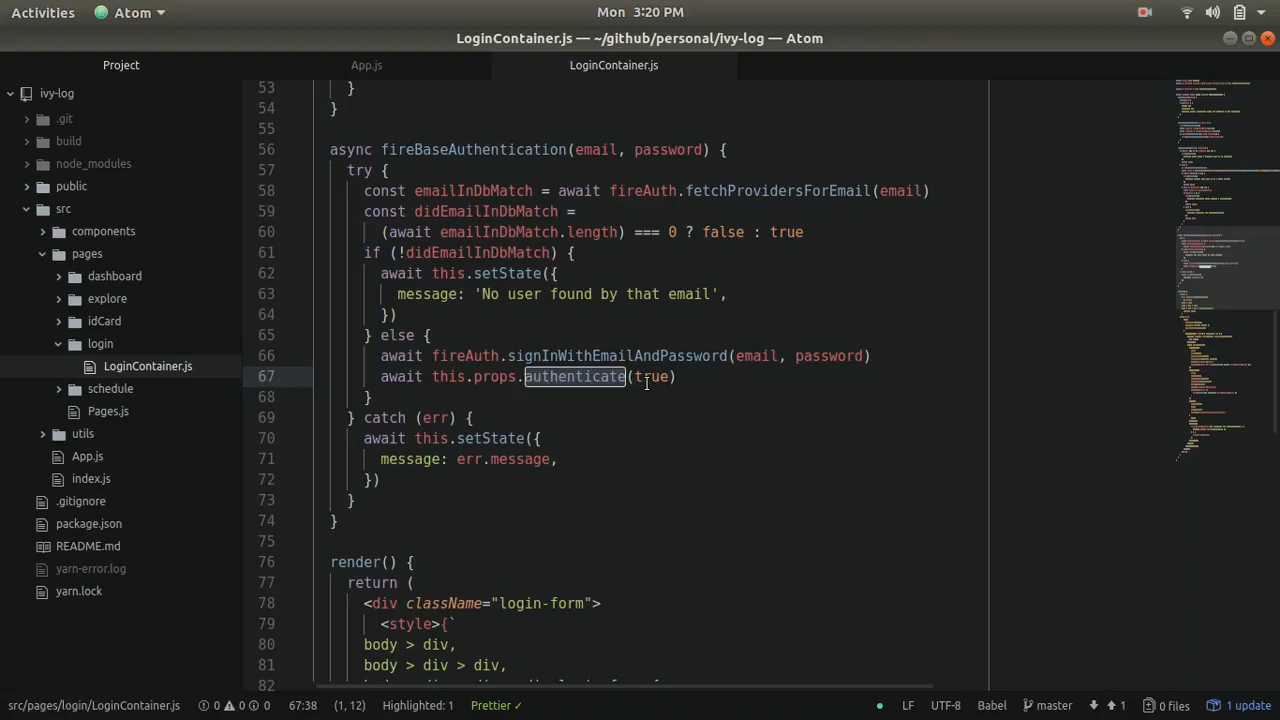 Activities Atom Mon 3:20 PM
LoginContainer.js — ~/github/personal/ivy-log — Atom
Project App.js LoginContainer.js
ivy-log
.git
build
node_modules
public
src
components
pages
dashboard
explore
idCard
login
LoginContainer.js
schedule
Pages.js
utils
App.js
index.js
.gitignore
package.json
README.md
yarn-error.log
yarn.lock
53 }
54 }
55
56 async fireBaseAuthentication(email, password) {
57 try {
58 const emailInDbMatch = await fireAuth.fetchProvidersForEmail(email)
59 const didEmailInDbMatch =
60 (await emailInDbMatch.length) === 0 ? false : true
61 if (!didEmailInDbMatch) {
62 await this.setState({
63 message: 'No user found by that email',
64 })
65 } else {
66 await fireAuth.signInWithEmailAndPassword(email, password)
67 await this.props.authenticate(true)
68 }
69 } catch (err) {
70 await this.setState({
71 message: err.message,
72 })
73 }
74 }
75
76 render() {
77 return (
78 <div className="login-form">
79 <style>{`
80 body > div,
81 body > div > div,
82
src/pages/login/LoginContainer.js 0 0 0 67:38 (1, 12) Highlighted: 1 Prettier ✓ LF UTF-8 Babel master 1 0 files 1 update